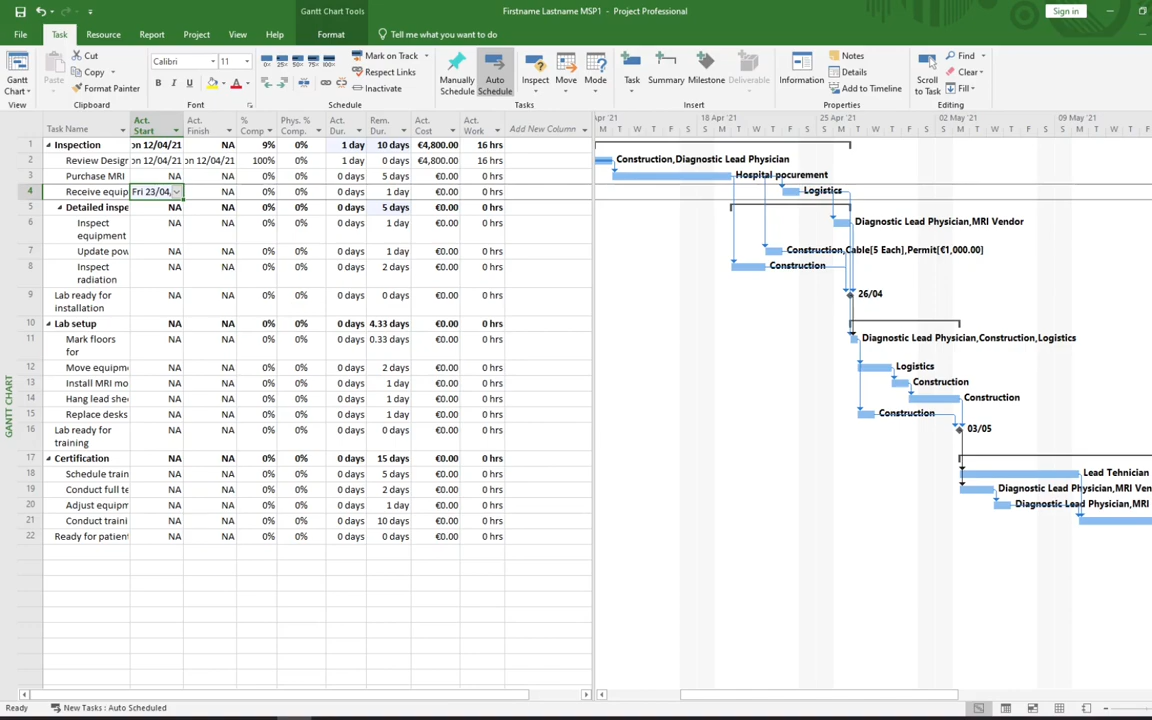 Gantt Chart Tools
Firstname Lastname MSP1 - Project Professional
Sign in
File Task Resource Report Project View Help Format Tell me what you want to do
Gantt Chart
View
Paste
Cut
Copy
Format Painter
Clipboard
Calibri 11
B I U A
Font
0% 25% 50% 75% 100%
Mark on Track
Respect Links
Inactivate
Schedule
Manually Schedule
Auto Schedule
Inspect Move Mode
Tasks
Task Summary Milestone Deliverable
Insert
Information
Notes
Details
Add to Timeline
Properties
Scroll to Task
Find
Clear
Fill
Editing
Task Name Act. Start Act. Finish % Comp Phys. % Comp. Act. Dur. Rem. Dur. Act. Cost Act. Work Add New Column
Apr '21 18 Apr '21 25 Apr '21 02 May '21 09 May '21
M T W T F S S M T W T F S S M T W T F S S M T W T F S S M T W T F
1 Inspection on 12/04/21 NA 9% 0% 1 day 10 days €4,800.00 16 hrs
2 Review Design on 12/04/21 on 12/04/21 100% 0% 1 day 0 days €4,800.00 16 hrs Construction,Diagnostic Lead Physician
3 Purchase MRI NA NA 0% 0% 0 days 5 days €0.00 0 hrs Hospital pocurement
4 Receive equip Fri 23/04, NA 0% 0% 0 days 1 day €0.00 0 hrs Logistics
5 Detailed inspe NA NA 0% 0% 0 days 5 days €0.00 0 hrs
6 Inspect equipment NA NA 0% 0% 0 days 1 day €0.00 0 hrs Diagnostic Lead Physician,MRI Vendor
7 Update pow NA NA 0% 0% 0 days 1 day €0.00 0 hrs Construction,Cable[5 Each],Permit[€1,000.00]
8 Inspect radiation NA NA 0% 0% 0 days 2 days €0.00 0 hrs Construction
9 Lab ready for installation NA NA 0% 0% 0 days 0 days €0.00 0 hrs 26/04
10 Lab setup NA NA 0% 0% 0 days 4.33 days €0.00 0 hrs
11 Mark floors for NA NA 0% 0% 0 days 0.33 days €0.00 0 hrs Diagnostic Lead Physician,Construction,Logistics
12 Move equipm NA NA 0% 0% 0 days 2 days €0.00 0 hrs Logistics
13 Install MRI mo NA NA 0% 0% 0 days 1 day €0.00 0 hrs Construction
14 Hang lead she NA NA 0% 0% 0 days 1 day €0.00 0 hrs Construction
15 Replace desks NA NA 0% 0% 0 days 1 day €0.00 0 hrs Construction
16 Lab ready for training NA NA 0% 0% 0 days 0 days €0.00 0 hrs 03/05
17 Certification NA NA 0% 0% 0 days 15 days €0.00 0 hrs
18 Schedule train NA NA 0% 0% 0 days 5 days €0.00 0 hrs Lead Tehnician
19 Conduct full te NA NA 0% 0% 0 days 2 days €0.00 0 hrs Diagnostic Lead Physician,MRI Ven
20 Adjust equipm NA NA 0% 0% 0 days 1 day €0.00 0 hrs Diagnostic Lead Physician,MRI
21 Conduct traini NA NA 0% 0% 0 days 10 days €0.00 0 hrs
22 Ready for patien NA NA 0% 0% 0 days 0 days €0.00 0 hrs
GANTT CHART
Ready New Tasks : Auto Scheduled